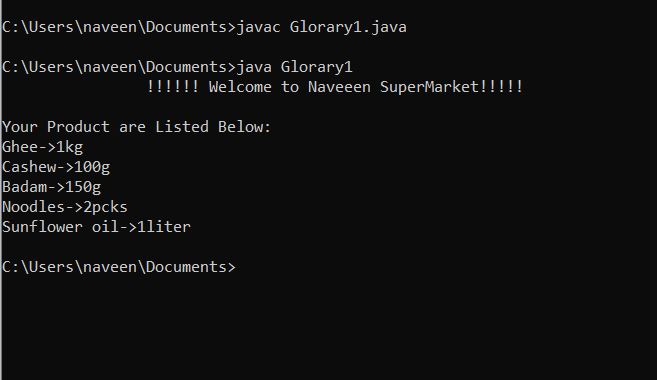 C:\Users\naveen\Documents>javac Glorary1.java
C:\Users\naveen\Documents>java Glorary1
!!!!!! Welcome to Naveeen SuperMarket!!!!!
Your Product are Listed Below:
Ghee->1kg
Cashew->100g
Badam->150g
Noodles->2pcks
Sunflower oil->1liter
C:\Users\naveen\Documents>